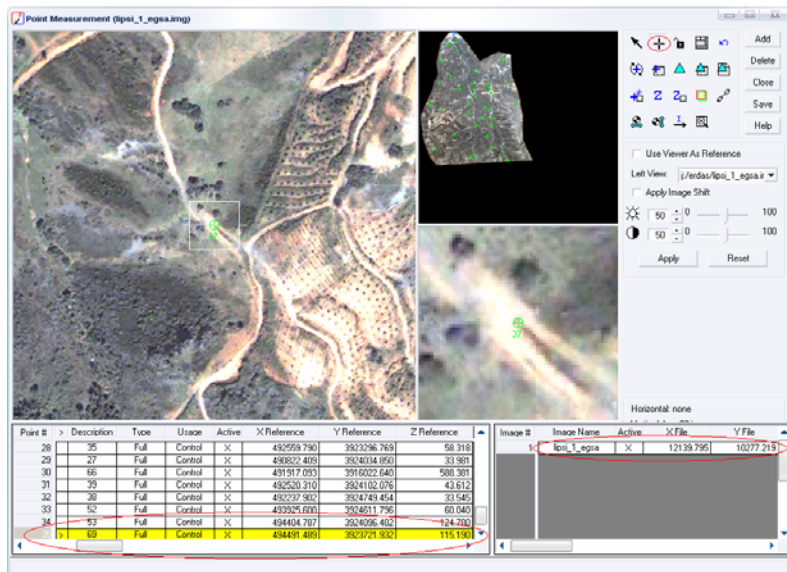 Point Measurement (lipsi_1_egsa.img)
Add
Delete
Close
Save
Help
Use Viewer As Reference
Left View: j:/erdas/lipsi_1_egsa.ir
Apply Image Shift
50 0 100
50 0 100
Apply Reset
Horizontal: none
Point # > Description Type Usage Active X Reference Y Reference Z Reference
28 35 Full Control X 492559.790 3923296.769 58.318
29 27 Full Control X 490822.409 3924034.850 33.981
30 66 Full Control X 491917.093 3916022.640 588.381
31 39 Full Control X 492520.310 3924102.076 43.612
32 38 Full Control X 492237.902 3924749.454 33.545
33 52 Full Control X 493925.600 3924611.796 60.040
34 53 Full Control X 494404.787 3924096.402 124.780
> 69 Full Control X 494491.489 3923721.932 115.190
Image # Image Name Active X File Y File
1 lipsi_1_egsa X 12139.795 10277.219